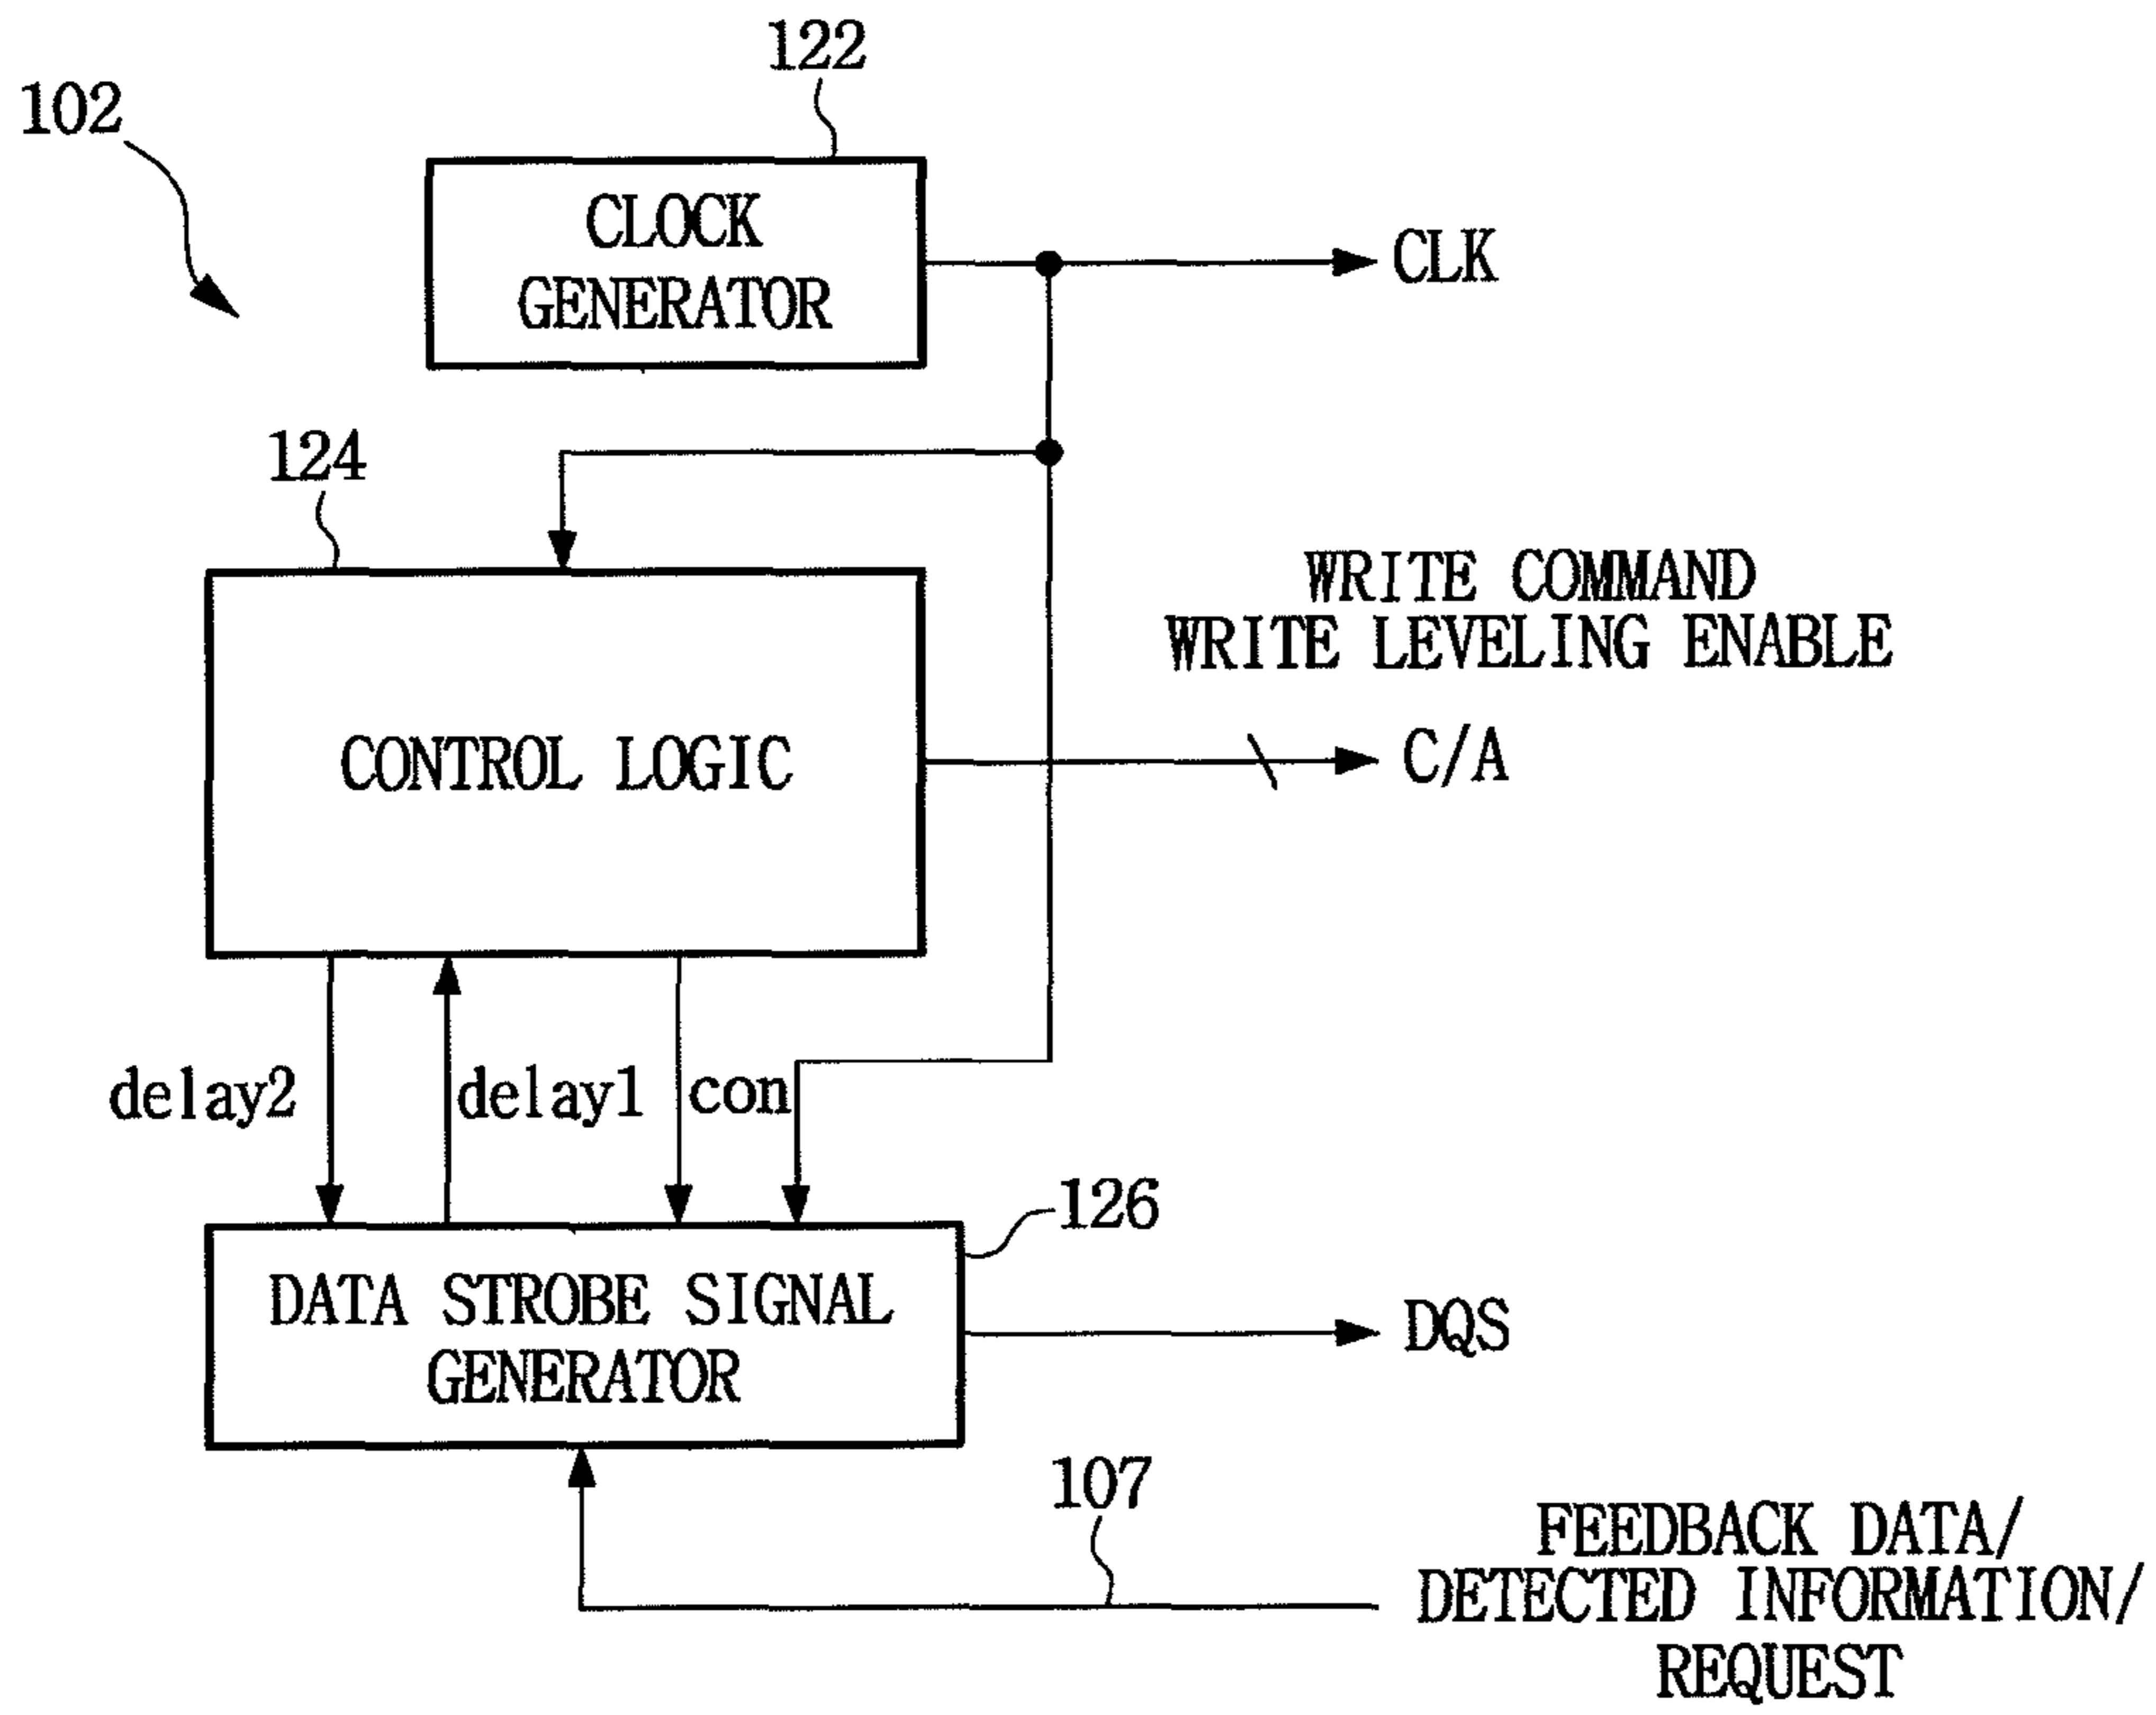 122
102
CLOCK
GENERATOR
CLK
124
WRITE COMMAND
WRITE LEVELING ENABLE
CONTROL LOGIC
C/A
delay2
delay1
con
126
DATA STROBE SIGNAL
GENERATOR
DQS
107
FEEDBACK DATA/
DETECTED INFORMATION/
REQUEST